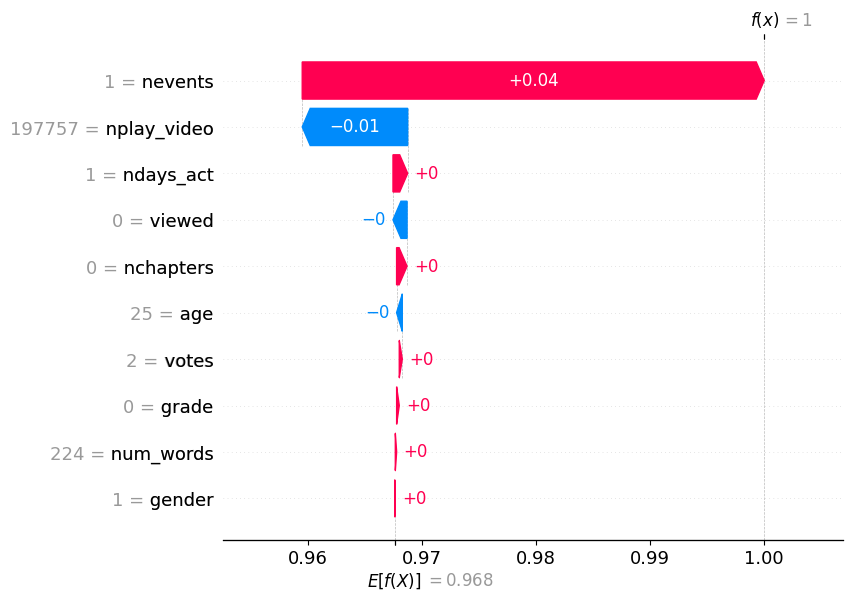 f(x) = 1
1 = nevents
+0.04
197757 = nplay_video
−0.01
1 = ndays_act
+0
0 = viewed
−0
0 = nchapters
+0
25 = age
−0
2 = votes
+0
0 = grade
+0
224 = num_words
+0
1 = gender
+0
0.96 0.97 0.98 0.99 1.00
E[f(X)] = 0.968